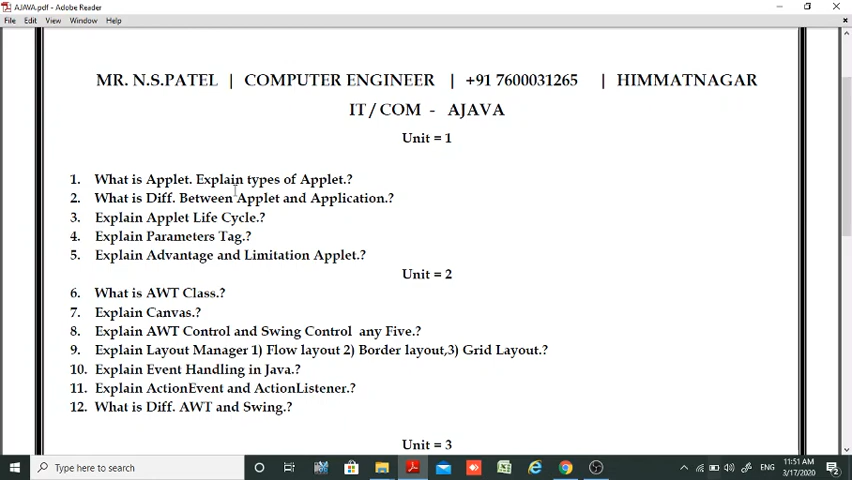 AJAVA.pdf - Adobe Reader
File Edit View Window Help
MR. N.S.PATEL | COMPUTER ENGINEER | +91 7600031265 | HIMMATNAGAR
IT / COM - AJAVA
Unit = 1
1. What is Applet. Explain types of Applet.?
2. What is Diff. Between Applet and Application.?
3. Explain Applet Life Cycle.?
4. Explain Parameters Tag.?
5. Explain Advantage and Limitation Applet.?
Unit = 2
6. What is AWT Class.?
7. Explain Canvas.?
8. Explain AWT Control and Swing Control any Five.?
9. Explain Layout Manager 1) Flow layout 2) Border layout,3) Grid Layout.?
10. Explain Event Handling in Java.?
11. Explain ActionEvent and ActionListener.?
12. What is Diff. AWT and Swing.?
Unit = 3
Type here to search
ENG
11:51 AM
3/17/2020
2